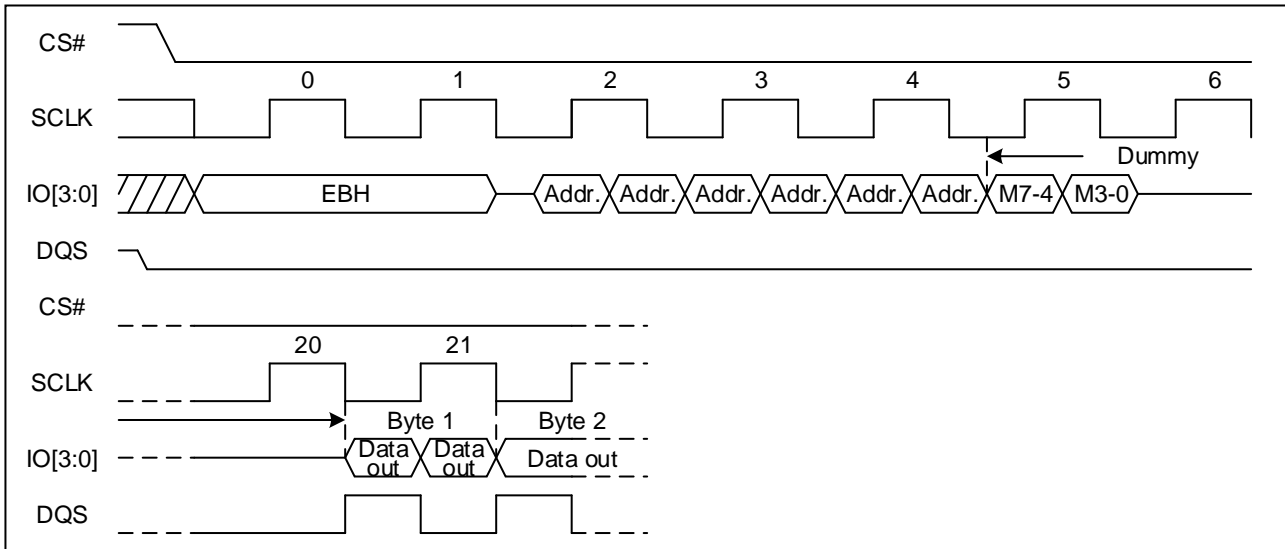 CS#
0 1 2 3 4 5 6
SCLK
Dummy
IO[3:0] EBH Addr. Addr. Addr. Addr. Addr. Addr. M7-4 M3-0
DQS
CS#
20 21
SCLK
Byte 1 Byte 2
IO[3:0] Data out Data out Data out
DQS